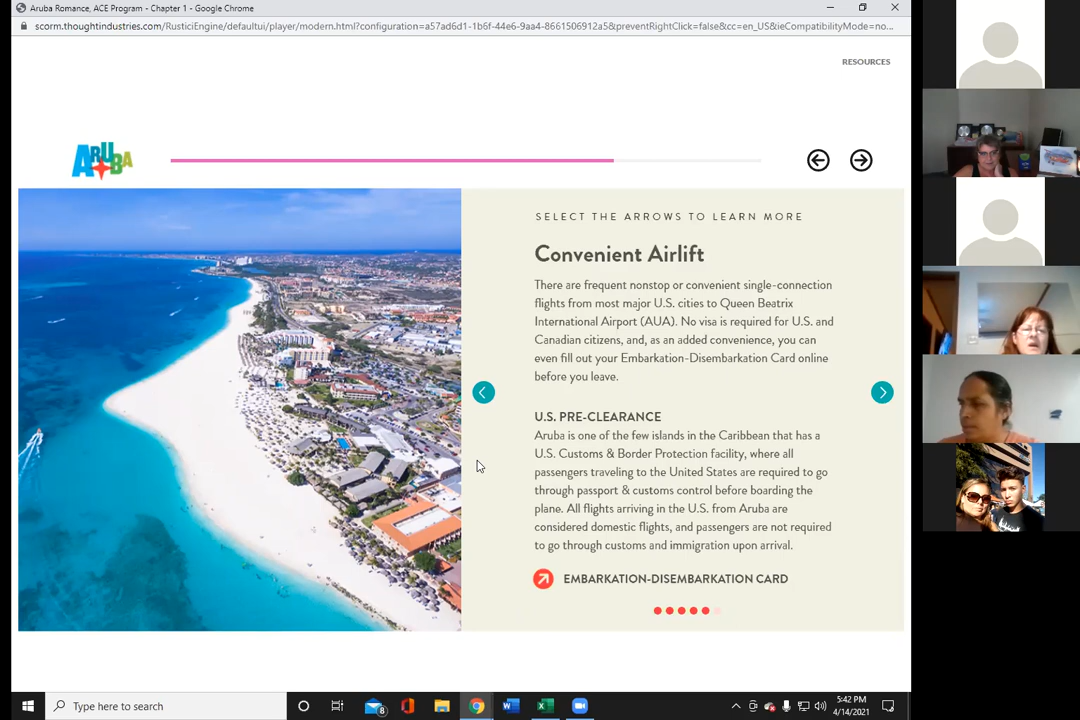 Aruba Romance, ACE Program - Chapter 1 - Google Chrome
scorm.thoughtindustries.com/RusticiEngine/defaultui/player/modern.html?configuration=a57ad6d1-1b6f-44e6-9aa4-8661506912a5&preventRightClick=false&cc=en_US&ieCompatibilityMode=no...
RESOURCES
ARUBA
SELECT THE ARROWS TO LEARN MORE
Convenient Airlift
There are frequent nonstop or convenient single-connection
flights from most major U.S. cities to Queen Beatrix
International Airport (AUA). No visa is required for U.S. and
Canadian citizens, and, as an added convenience, you can
even fill out your Embarkation-Disembarkation Card online
before you leave.
U.S. PRE-CLEARANCE
Aruba is one of the few islands in the Caribbean that has a
U.S. Customs & Border Protection facility, where all
passengers traveling to the United States are required to go
through passport & customs control before boarding the
plane. All flights arriving in the U.S. from Aruba are
considered domestic flights, and passengers are not required
to go through customs and immigration upon arrival.
EMBARKATION-DISEMBARKATION CARD
Type here to search
8
5:42 PM
4/14/2021